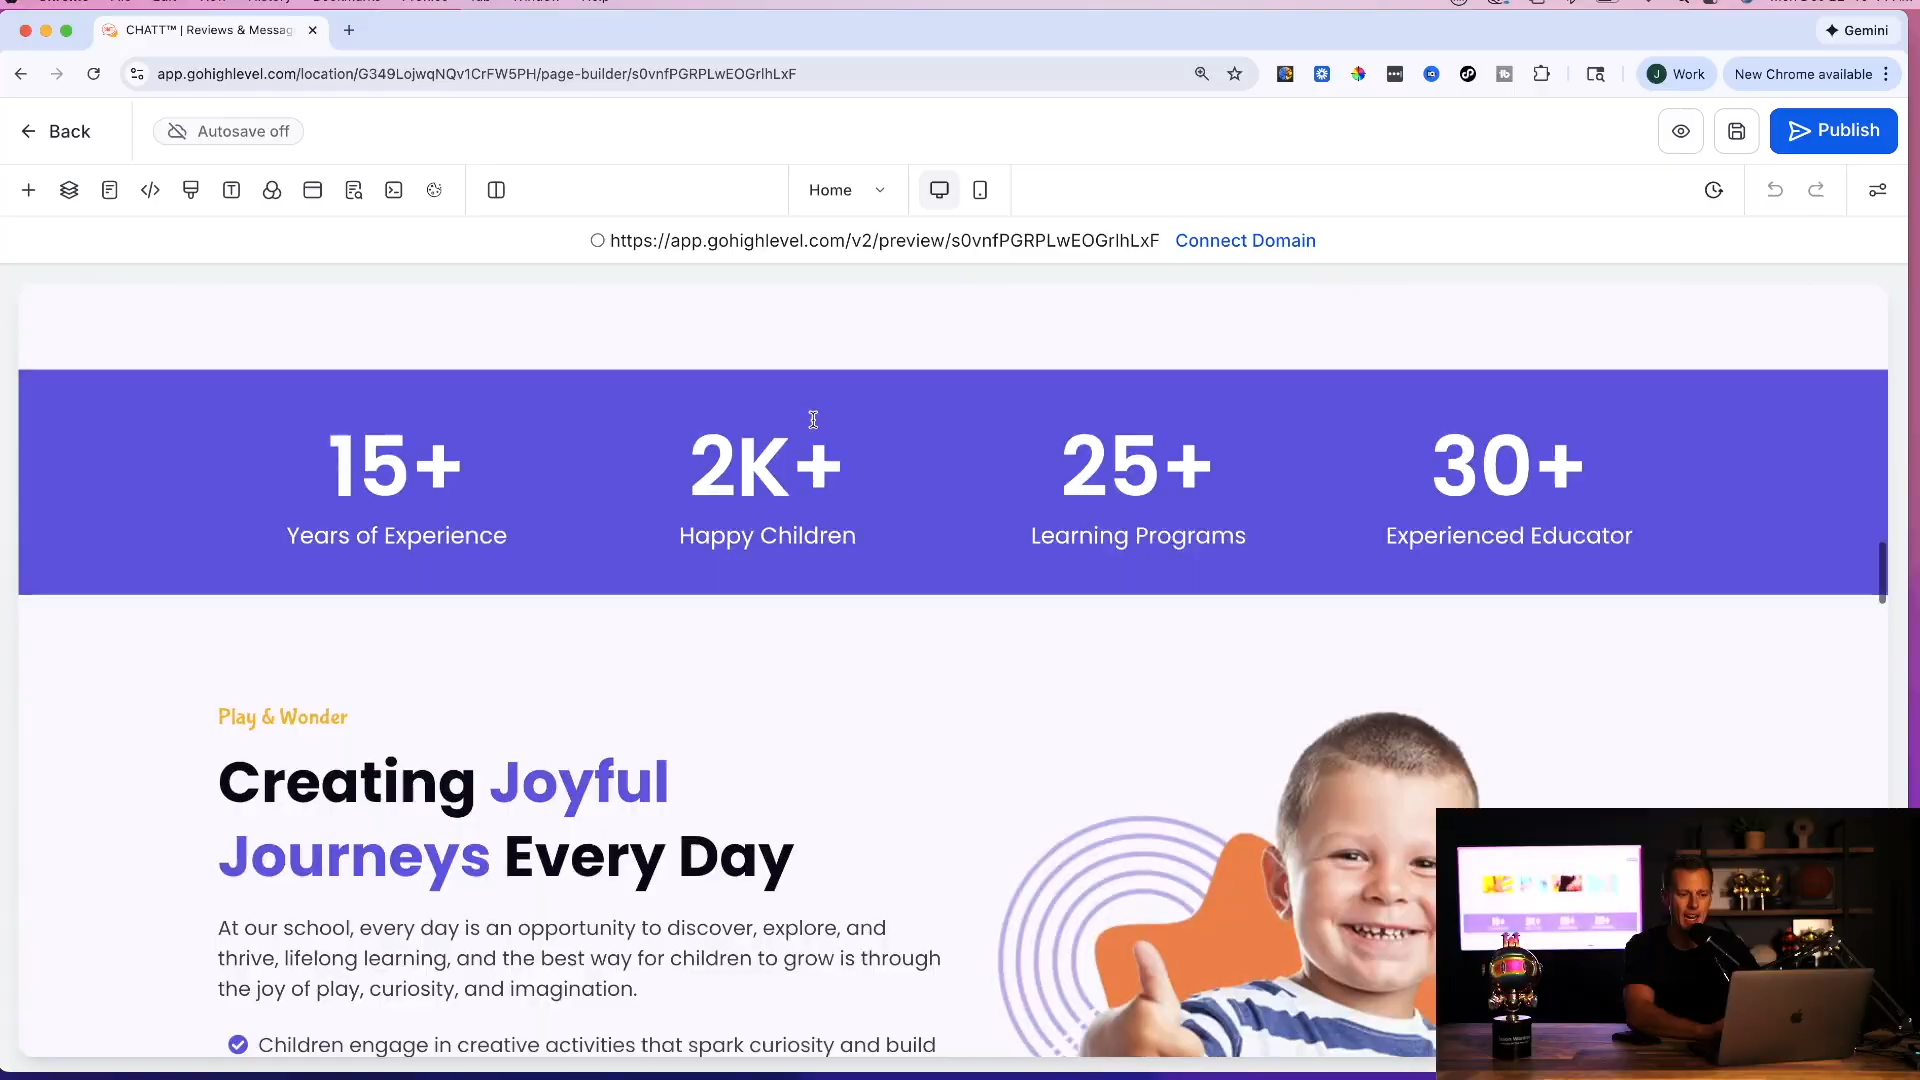 CHATT™ | Reviews & Messag
Gemini
app.gohighlevel.com/location/G349LojwqNQv1CrFW5PH/page-builder/s0vnfPGRPLwEOGrlhLxF
J
Work
New Chrome available
Back
Autosave off
Publish
Home
https://app.gohighlevel.com/v2/preview/s0vnfPGRPLwEOGrlhLxF
Connect Domain
15+
2K+
25+
30+
Years of Experience
Happy Children
Learning Programs
Experienced Educator
Play & Wonder
Creating Joyful
Journeys Every Day
At our school, every day is an opportunity to discover, explore, and
thrive, lifelong learning, and the best way for children to grow is through
the joy of play, curiosity, and imagination.
Children engage in creative activities that spark curiosity and build